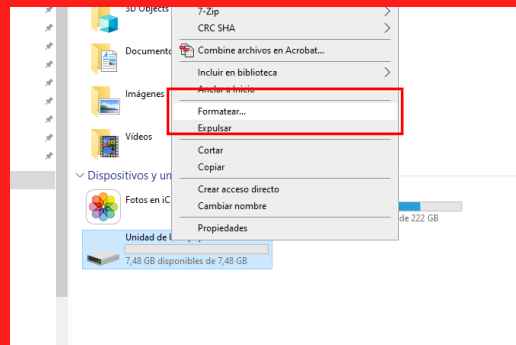 3D Objects
Documento
Imágenes
Vídeos
7-Zip
CRC SHA
Combine archivos en Acrobat...
Incluir en biblioteca
Anclar a Inicio
Formatear...
Expulsar
Cortar
Copiar
Crear acceso directo
Cambiar nombre
Propiedades
Dispositivos y un
Fotos en iC
de 222 GB
Unidad de
7,48 GB disponibles de 7,48 GB